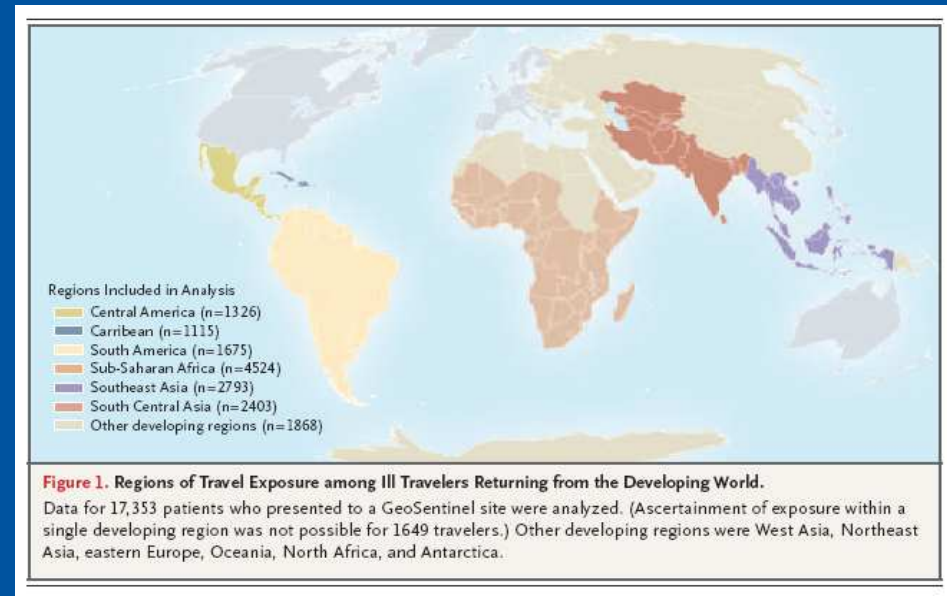 Regions Included in Analysis
Central America (n=1326)
Carribean (n=1115)
South America (n=1675)
Sub-Saharan Africa (n=4524)
Southeast Asia (n=2793)
South Central Asia (n=2403)
Other developing regions (n=1868)
Figure 1. Regions of Travel Exposure among Ill Travelers Returning from the Developing World.
Data for 17,353 patients who presented to a GeoSentinel site were analyzed. (Ascertainment of exposure within a
single developing region was not possible for 1649 travelers.) Other developing regions were West Asia, Northeast
Asia, eastern Europe, Oceania, North Africa, and Antarctica.